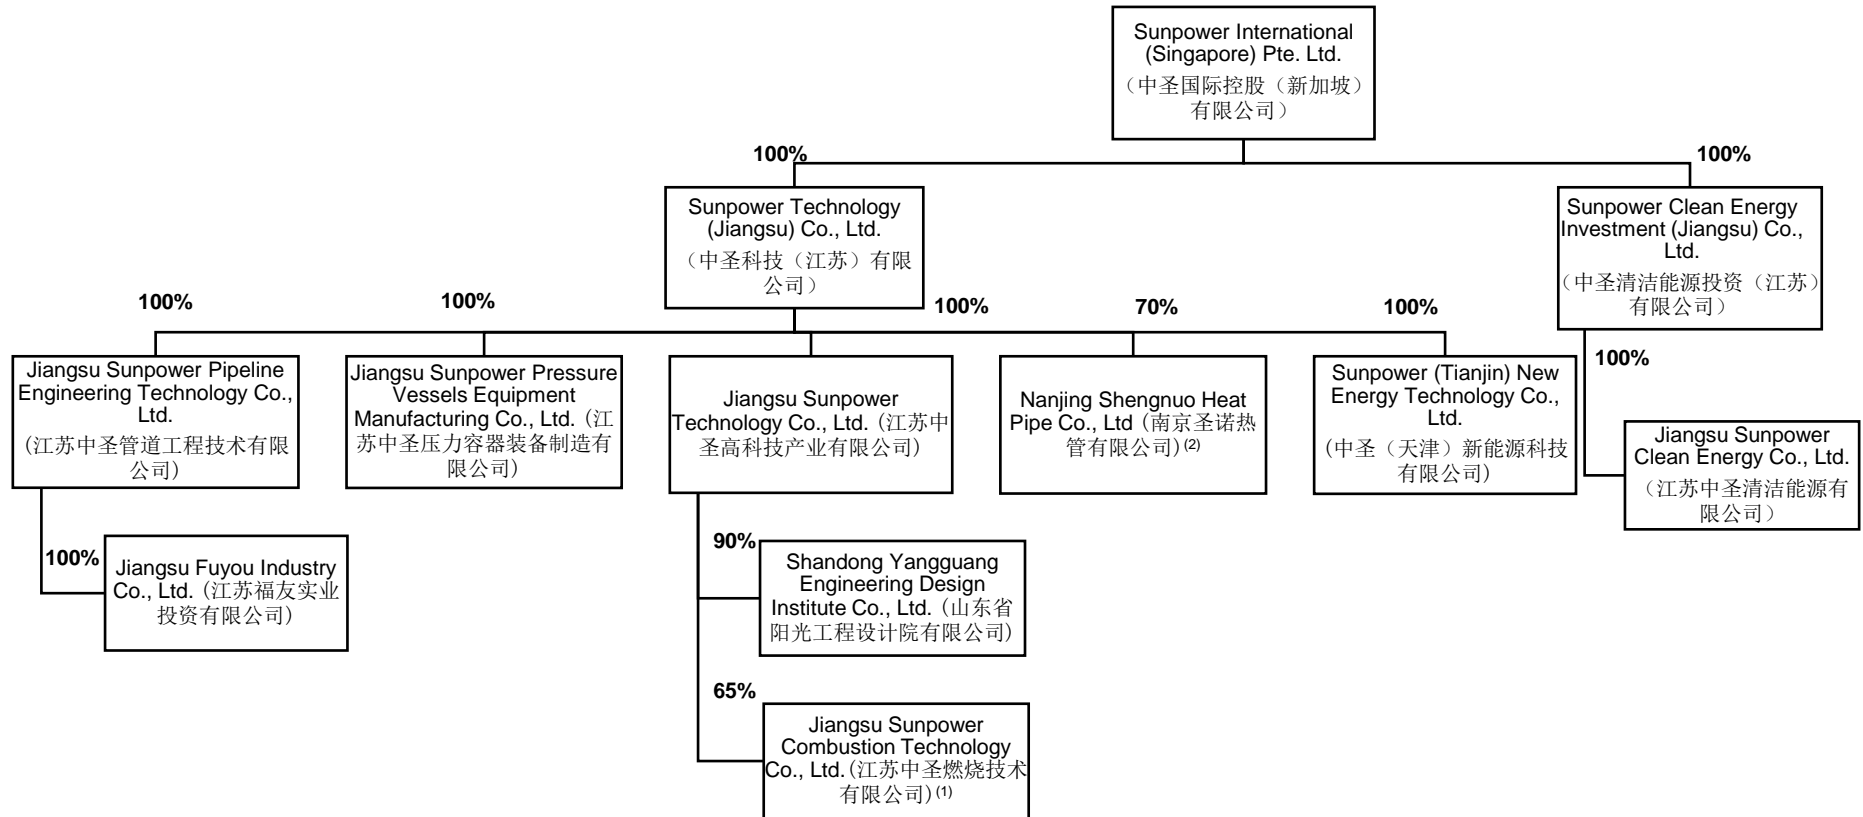 Sunpower International
(Singapore) Pte. Ltd.
（中圣国际控股（新加坡）
有限公司）
100%
100%
Sunpower Technology
(Jiangsu) Co., Ltd.
（中圣科技（江苏）有限
公司）
Sunpower Clean Energy
Investment (Jiangsu) Co.,
Ltd.
（中圣清洁能源投资（江苏）
有限公司）
100%
100%
100%
70%
100%
100%
Jiangsu Sunpower Pipeline
Engineering Technology Co.,
Ltd.
(江苏中圣管道工程技术有限
公司)
Jiangsu Sunpower Pressure
Vessels Equipment
Manufacturing Co., Ltd. (江
苏中圣压力容器装备制造有
限公司)
Jiangsu Sunpower
Technology Co., Ltd. (江苏中
圣高科技产业有限公司)
Nanjing Shengnuo Heat
Pipe Co., Ltd (南京圣诺热
管有限公司) (2)
Sunpower (Tianjin) New
Energy Technology Co.,
Ltd.
(中圣（天津）新能源科技
有限公司)
Jiangsu Sunpower
Clean Energy Co., Ltd.
（江苏中圣清洁能源有
限公司）
100%
Jiangsu Fuyou Industry
Co., Ltd. (江苏福友实业
投资有限公司)
90%
Shandong Yangguang
Engineering Design
Institute Co., Ltd. (山东省
阳光工程设计院有限公司)
65%
Jiangsu Sunpower
Combustion Technology
Co., Ltd. (江苏中圣燃烧技术
有限公司) (1)